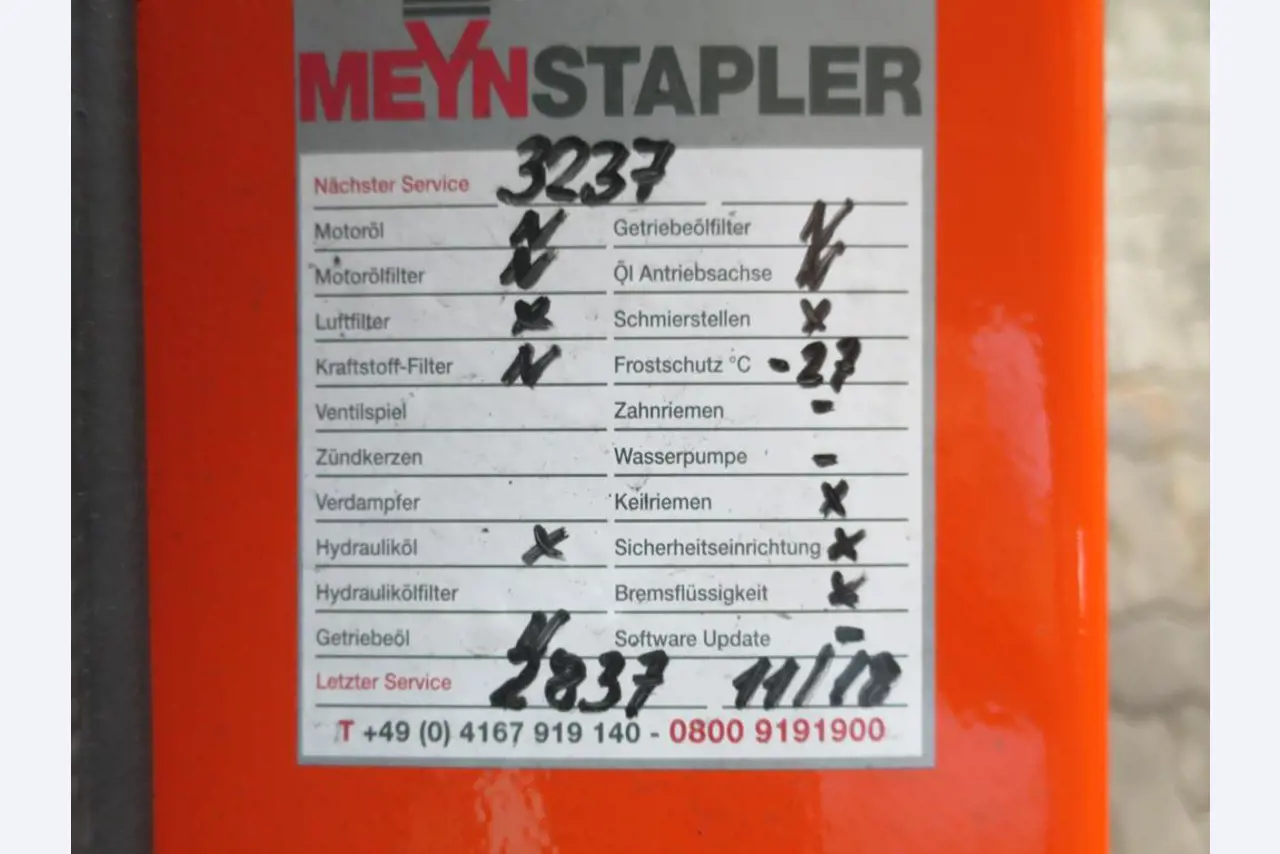 MEYNSTAPLER
Nächster Service 3237
Motoröl N Getriebeölfilter N
Motorölfilter N Öl Antriebsachse N
Luftfilter x Schmierstellen x
Kraftstoff-Filter N Frostschutz °C -27
Ventilspiel Zahnriemen -
Zündkerzen Wasserpumpe -
Verdampfer Keilriemen x
Hydrauliköl x Sicherheitseinrichtung x
Hydraulikölfilter Bremsflüssigkeit x
Getriebeöl N Software Update -
Letzter Service 2837 11/18
T +49 (0) 4167 919 140 - 0800 9191900